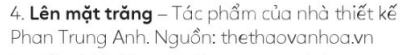 4. Lên mặt trăng – Tác phẩm của nhà thiết kế
Phan Trung Anh. Nguồn: thethaovanhoa.vn